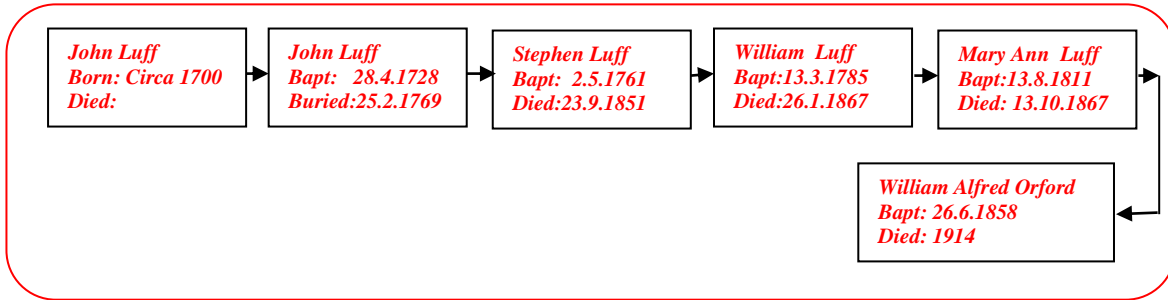 John Luff
Born: Circa 1700
Died:
John Luff
Bapt: 28.4.1728
Buried:25.2.1769
Stephen Luff
Bapt: 2.5.1761
Died:23.9.1851
William Luff
Bapt:13.3.1785
Died:26.1.1867
Mary Ann Luff
Bapt:13.8.1811
Died: 13.10.1867
William Alfred Orford
Bapt: 26.6.1858
Died: 1914